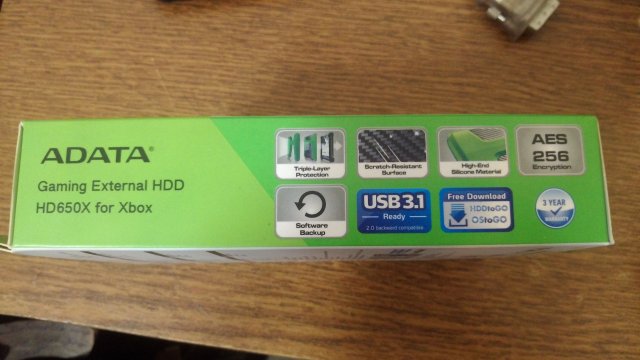 ADATA®
Gaming External HDD
HD650X for Xbox
Triple-Layer
Protection
Scratch-Resistant
Surface
High-End
Silicone Material
AES
256
Encryption
Software
Backup
USB 3.1
Ready
2.0 backward compatible
Free Download
HDDtoGO
OStoGO
3 YEAR
WARRANTY